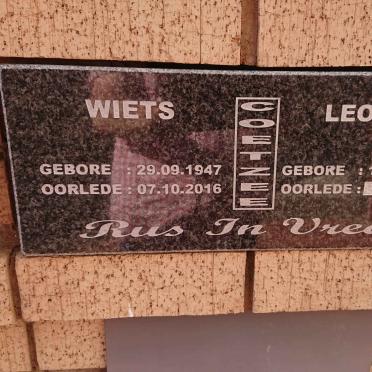 WIETS COETZEE LEO
GEBORE : 29.09.1947 GEBORE :
OORLEDE : 07.10.2016 OORLEDE :
Rus In Vre